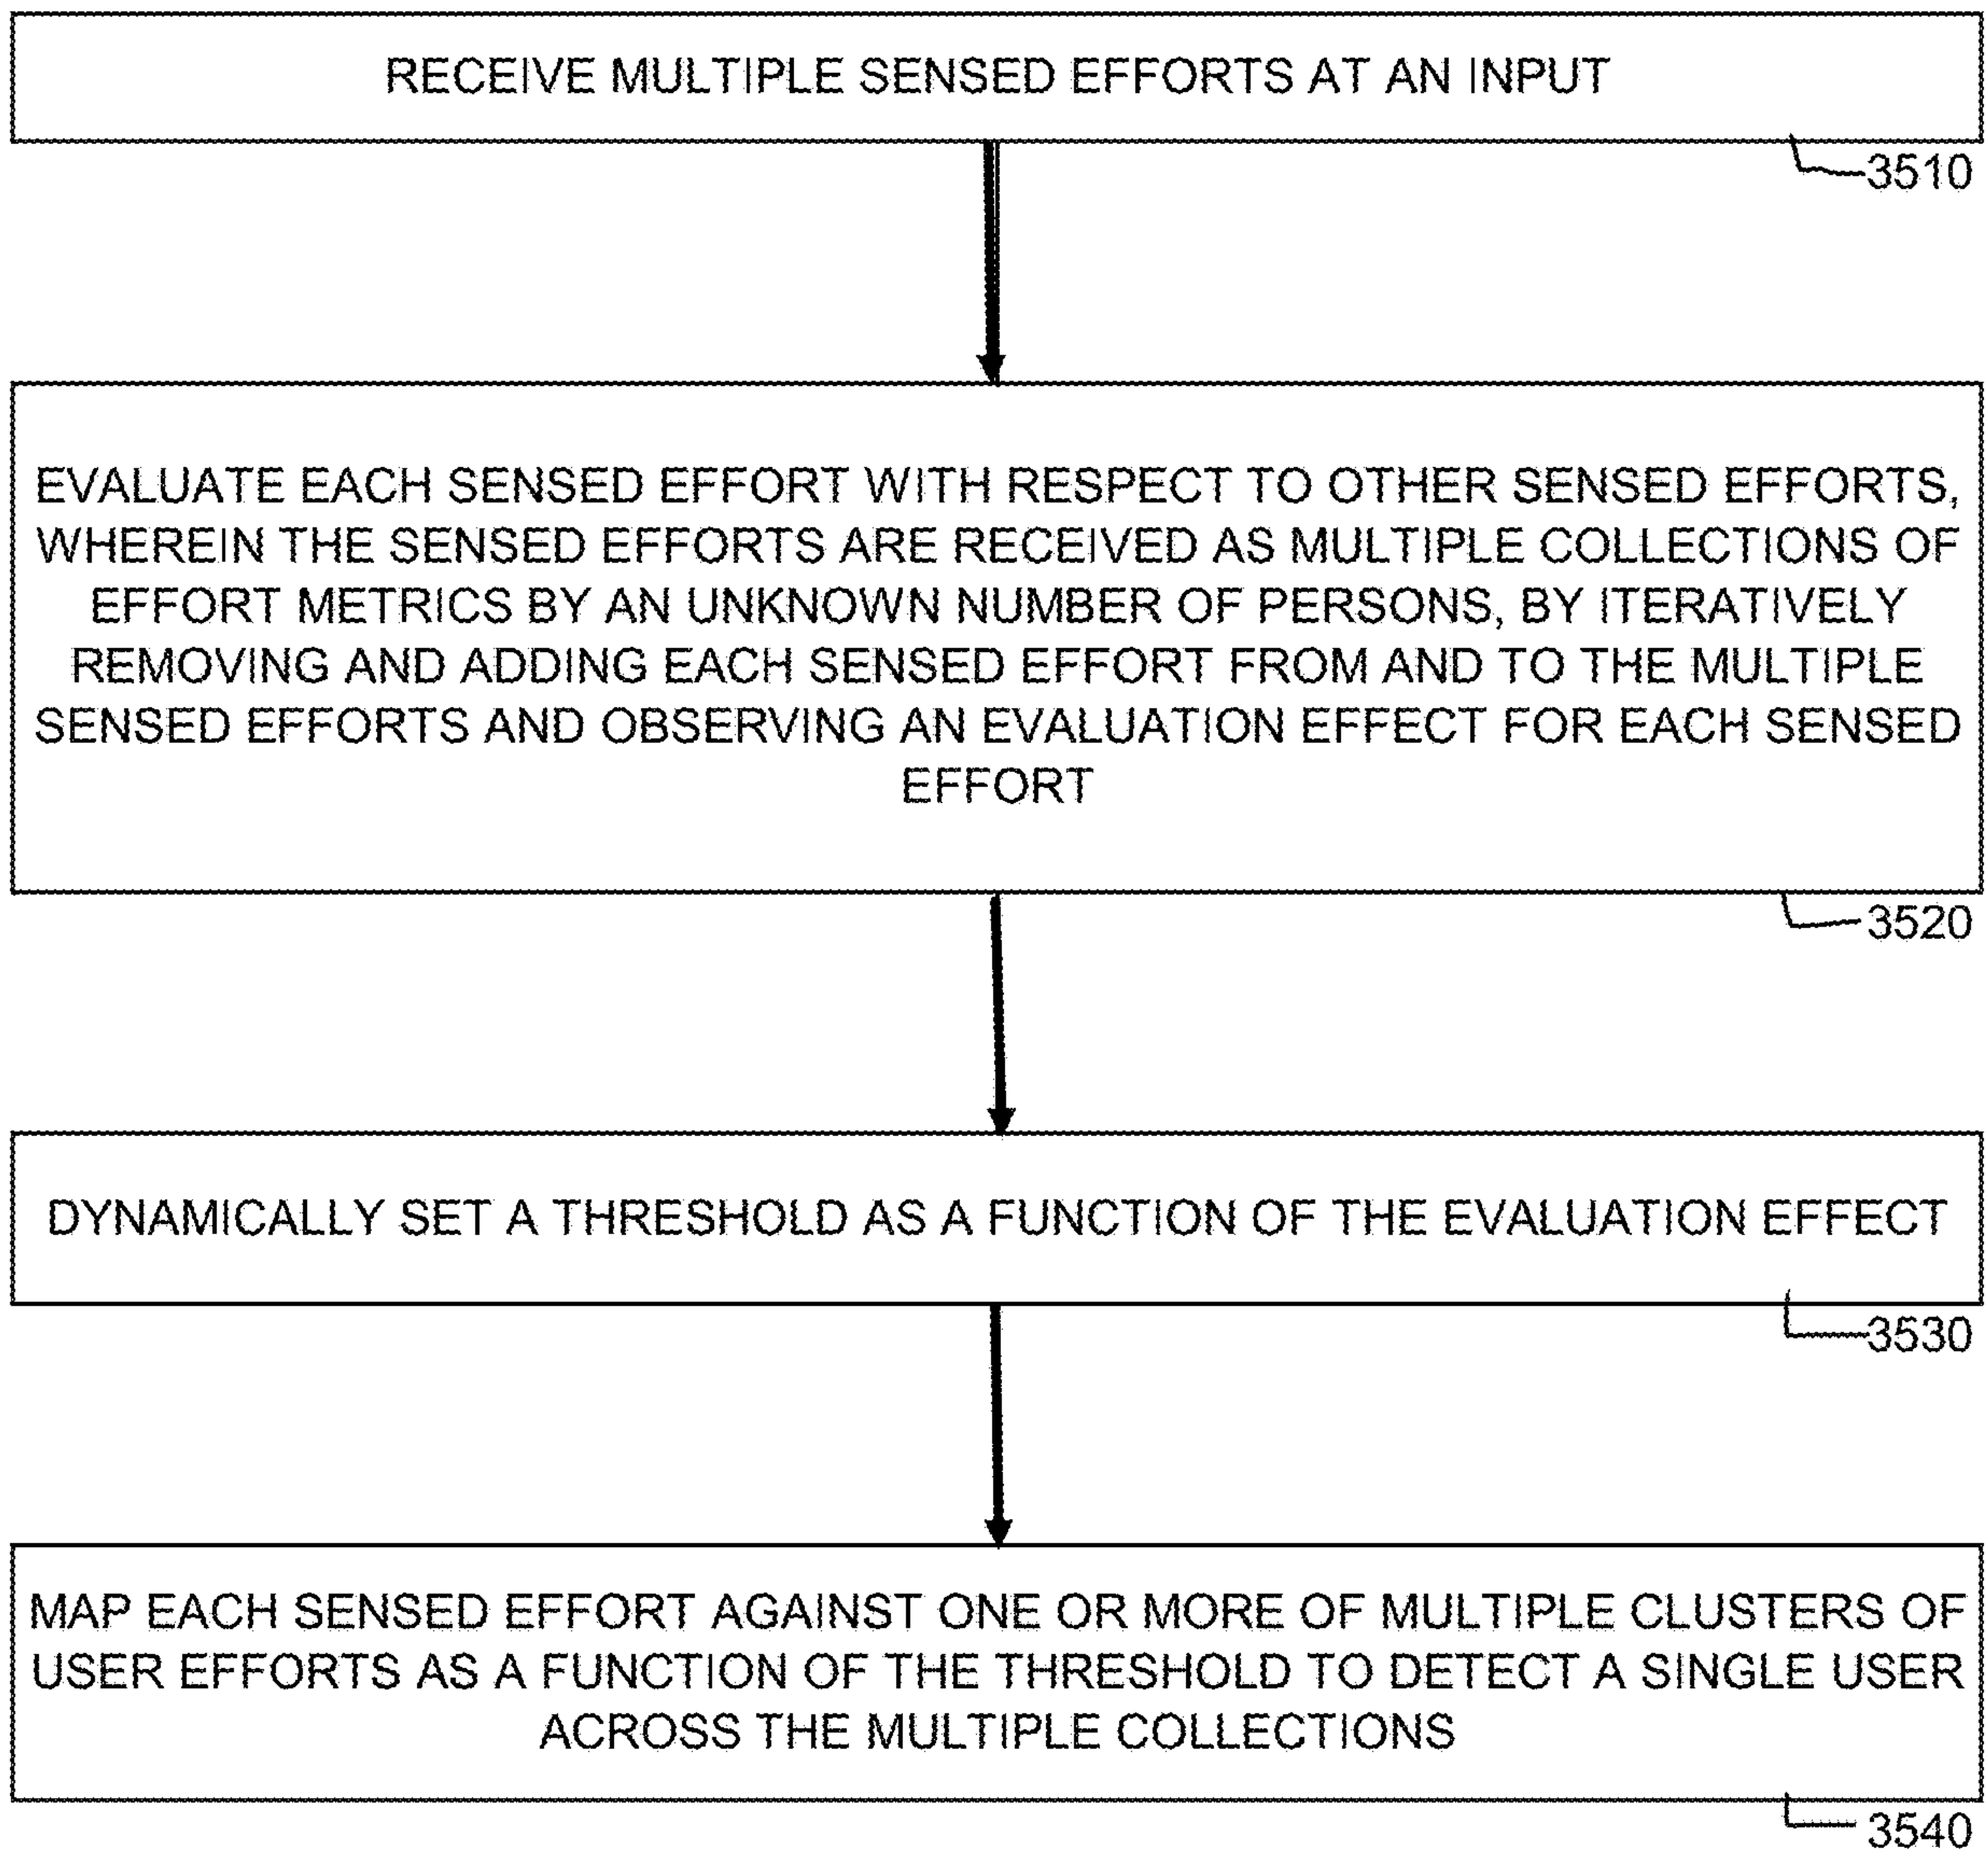 RECEIVE MULTIPLE SENSED EFFORTS AT AN INPUT
3510
EVALUATE EACH SENSED EFFORT WITH RESPECT TO OTHER SENSED EFFORTS,
WHEREIN THE SENSED EFFORTS ARE RECEIVED AS MULTIPLE COLLECTIONS OF
EFFORT METRICS BY AN UNKNOWN NUMBER OF PERSONS, BY ITERATIVELY
REMOVING AND ADDING EACH SENSED EFFORT FROM AND TO THE MULTIPLE
SENSED EFFORTS AND OBSERVING AN EVALUATION EFFECT FOR EACH SENSED
EFFORT
3520
DYNAMICALLY SET A THRESHOLD AS A FUNCTION OF THE EVALUATION EFFECT
3530
MAP EACH SENSED EFFORT AGAINST ONE OR MORE OF MULTIPLE CLUSTERS OF
USER EFFORTS AS A FUNCTION OF THE THRESHOLD TO DETECT A SINGLE USER
ACROSS THE MULTIPLE COLLECTIONS
3540